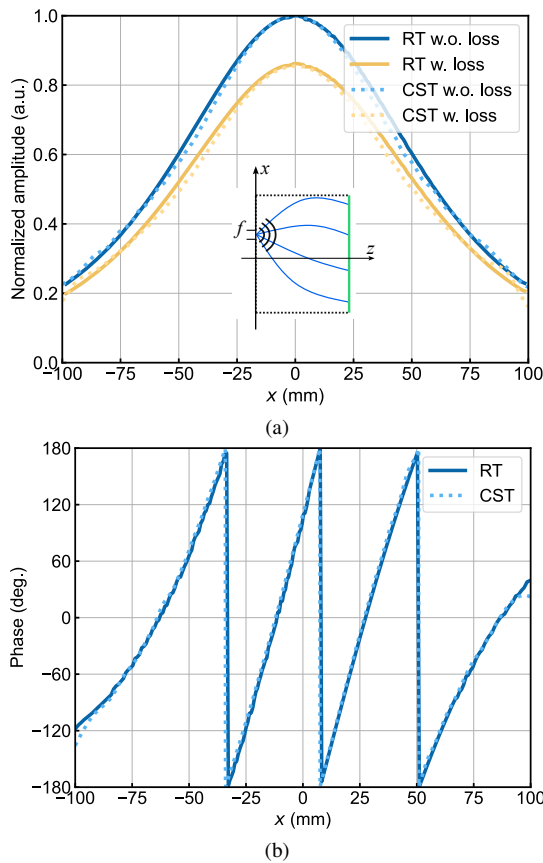 1.0
0.8
0.6
0.4
0.2
0.0
Normalized amplitude (a.u.)
RT w.o. loss
RT w. loss
CST w.o. loss
CST w. loss
x
f
z
−100 −75 −50 −25 0 25 50 75 100
x (mm)
(a)
180
120
60
0
−60
−120
−180
Phase (deg.)
RT
CST
−100 −75 −50 −25 0 25 50 75 100
x (mm)
(b)